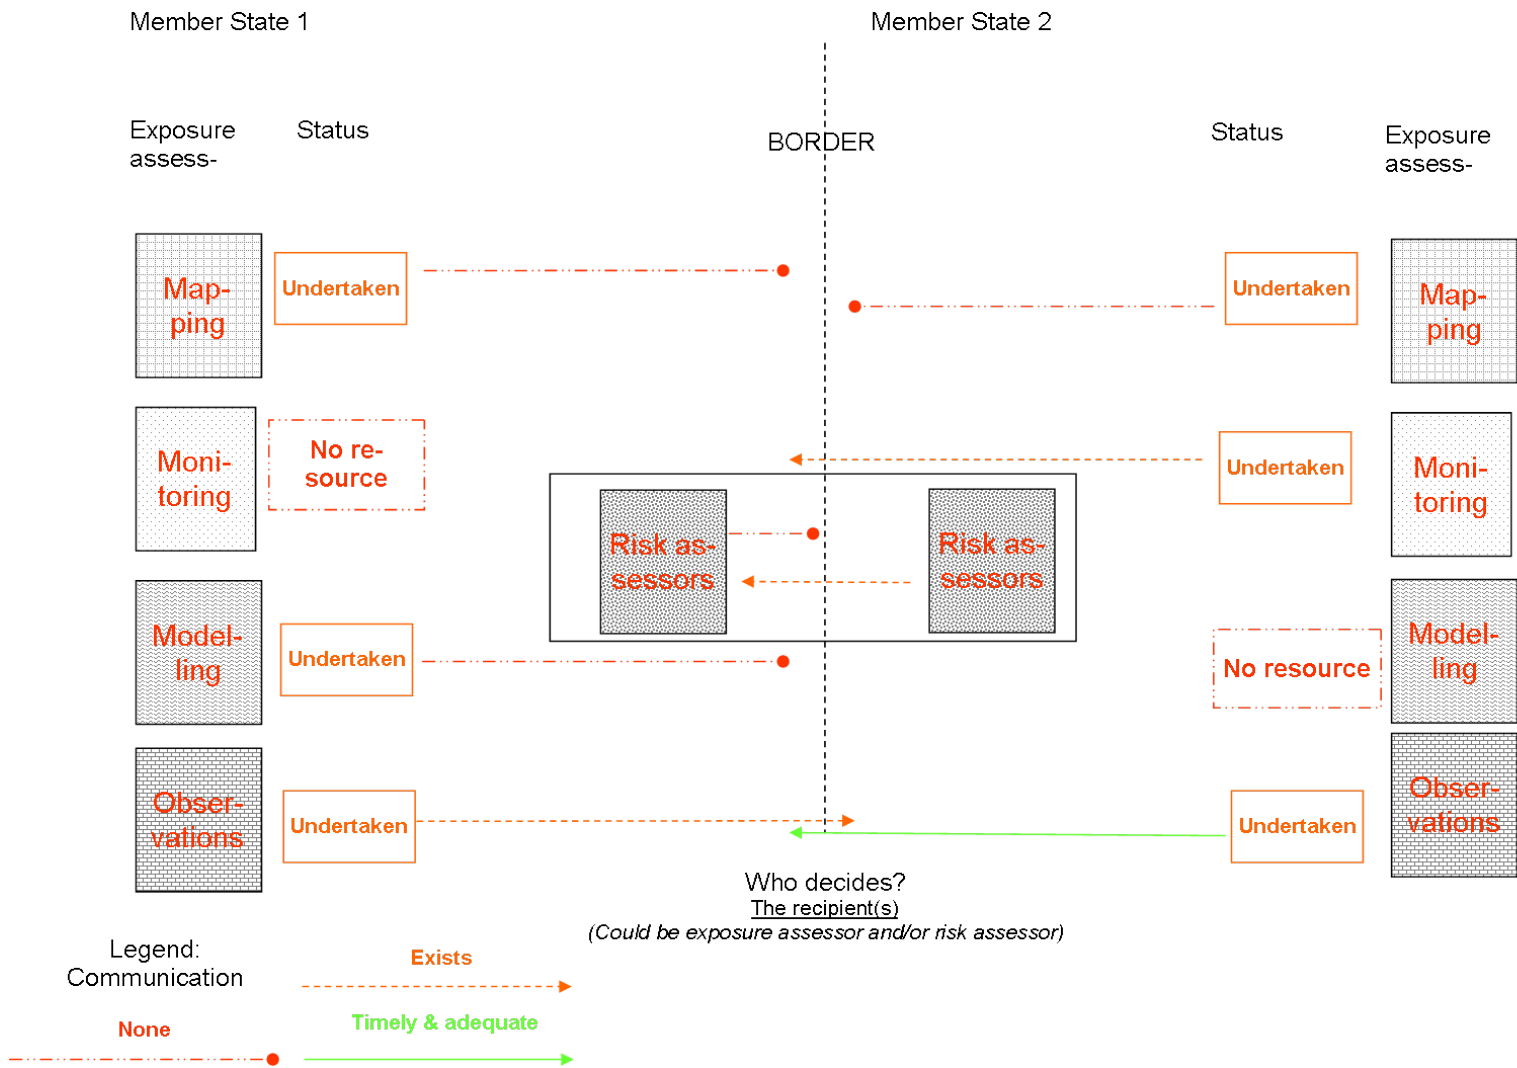 Member State 1
Member State 2
Exposure
assess-
Status
BORDER
Status
Exposure
assess-
Map-
ping
Undertaken
Undertaken
Map-
ping
Moni-
toring
No re-
source
Undertaken
Moni-
toring
Risk as-
sessors
Risk as-
sessors
Model-
ling
Undertaken
No resource
Model-
ling
Obser-
vations
Undertaken
Undertaken
Obser-
vations
Who decides?
The recipient(s)
(Could be exposure assessor and/or risk assessor)
Legend:
Communication
Exists
None
Timely & adequate